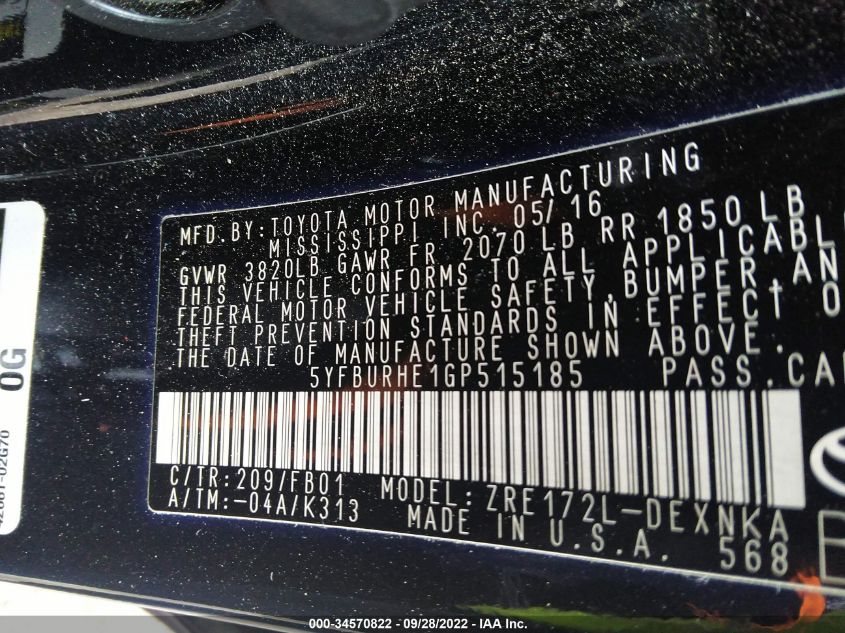 MFD.BY:TOYOTA MOTOR MANUFACTURING
MISSISSIPPI INC. 05/16
GVWR 3820LB GAWR FR 2070 LB RR 1850 LB
THIS VEHICLE CONFORMS TO ALL APPLICABL
FEDERAL MOTOR VEHICLE SAFETY,BUMPER,AN
THEFT PREVENTION STANDARDS IN EFFECT O
THE DATE OF MANUFACTURE SHOWN ABOVE.
5YFBURHE1GP515185 PASS.CA
C/TR:209/FB01 MODEL:ZRE172L-DEXNKA
A/TM:-04A/K313 MADE IN U.S.A. 568
0G
000-34570822 - 09/28/2022 - IAA Inc.